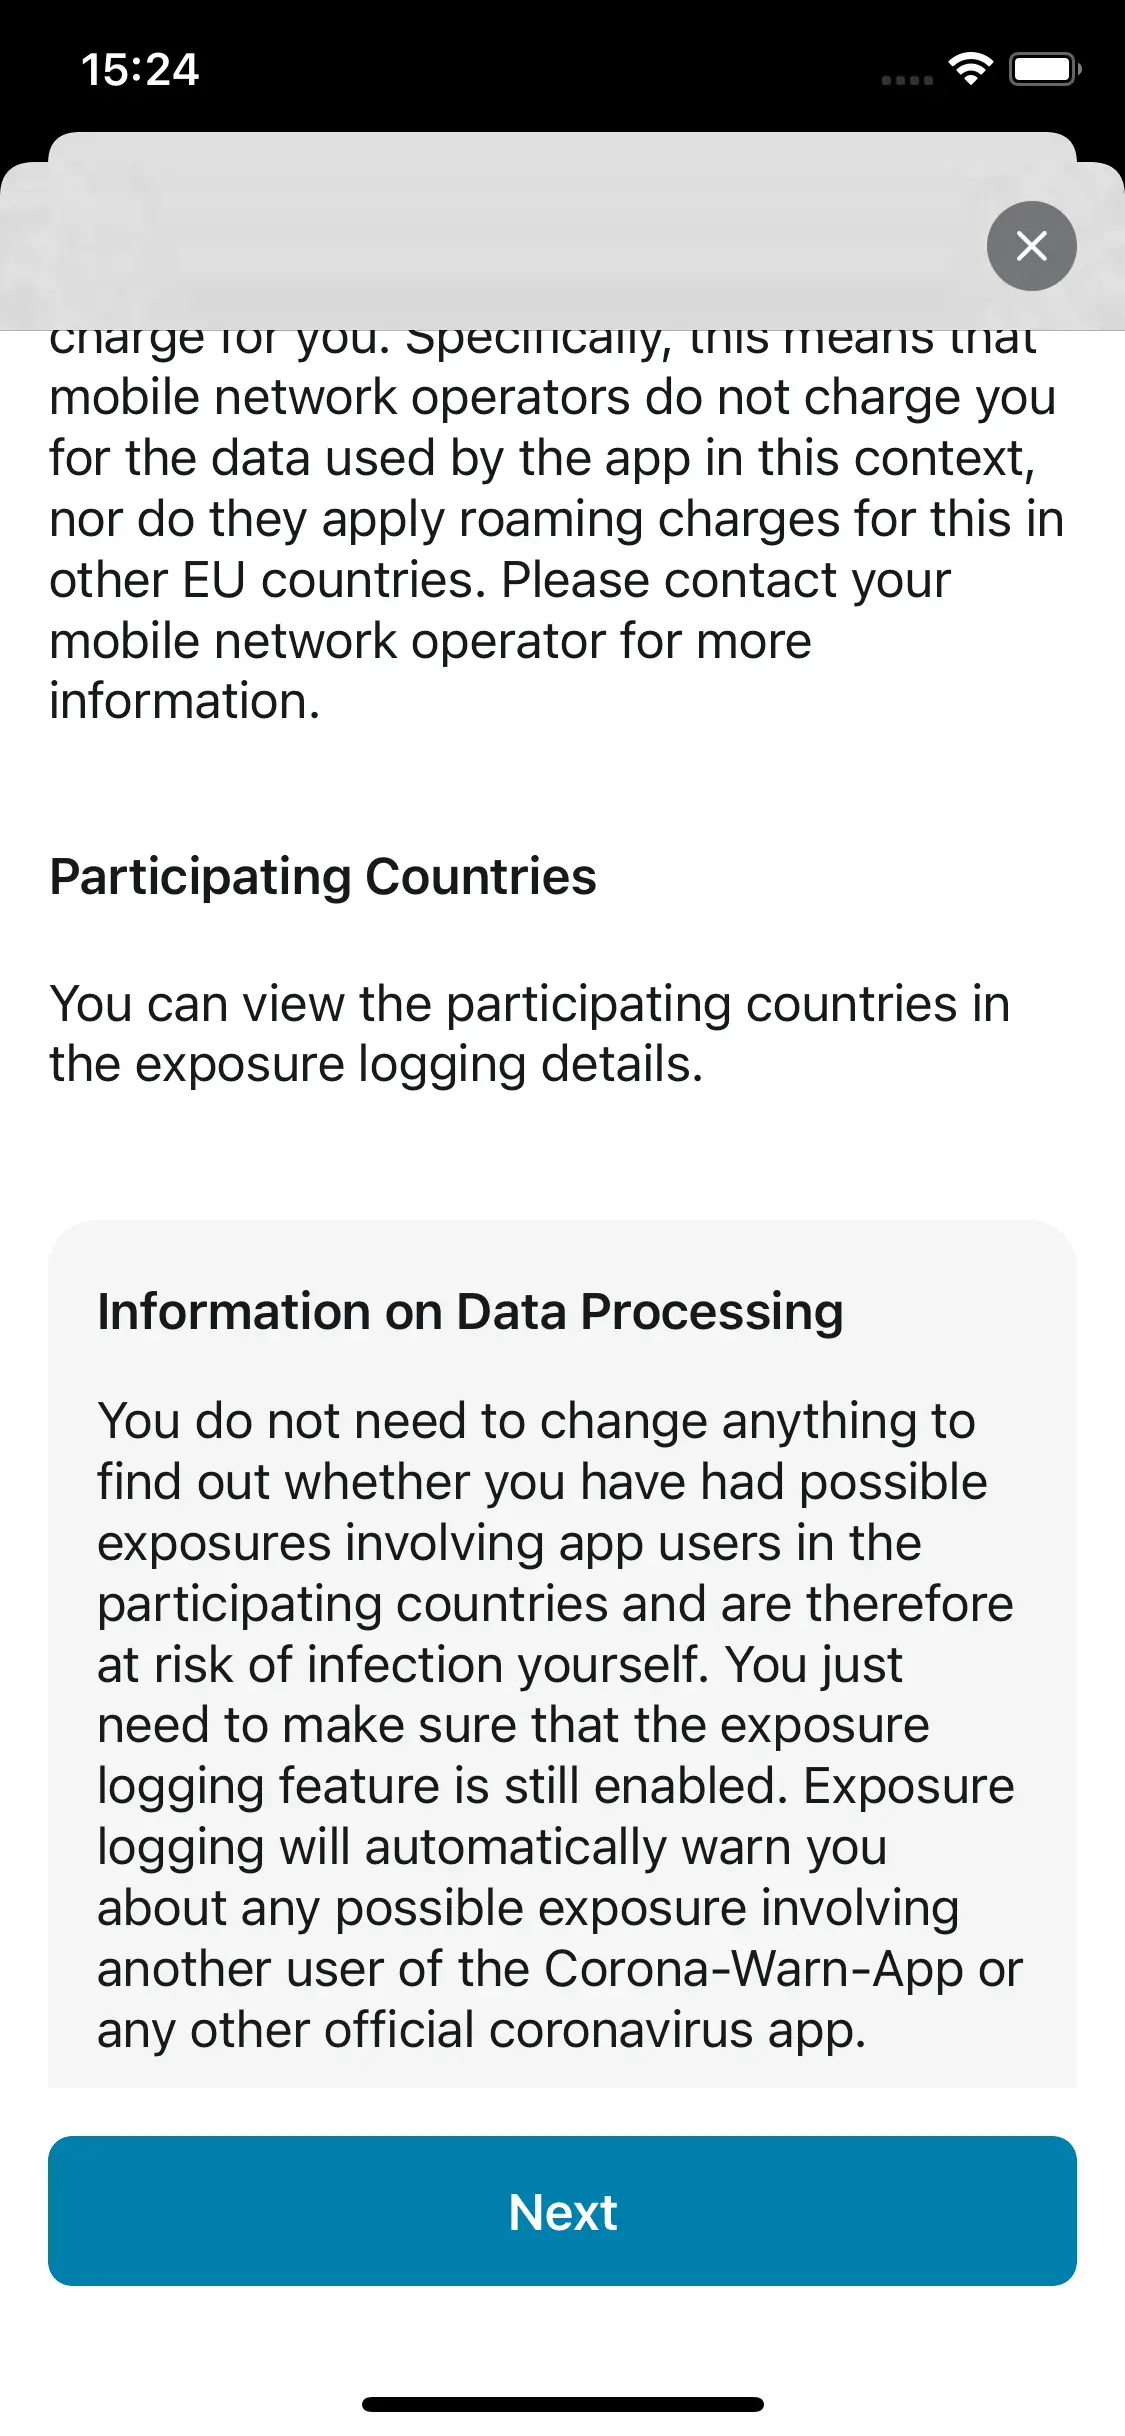 15:24
charge for you. Specifically, this means that
mobile network operators do not charge you
for the data used by the app in this context,
nor do they apply roaming charges for this in
other EU countries. Please contact your
mobile network operator for more
information.
Participating Countries
You can view the participating countries in
the exposure logging details.
Information on Data Processing
You do not need to change anything to
find out whether you have had possible
exposures involving app users in the
participating countries and are therefore
at risk of infection yourself. You just
need to make sure that the exposure
logging feature is still enabled. Exposure
logging will automatically warn you
about any possible exposure involving
another user of the Corona-Warn-App or
any other official coronavirus app.
Next